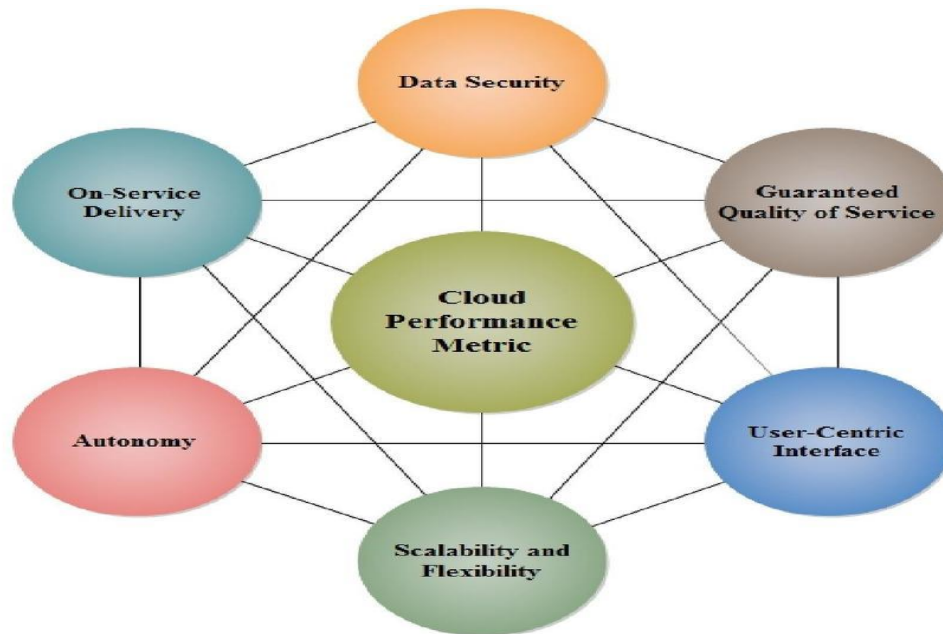 Data Security
On-Service
Delivery
Guaranteed
Quality of Service
Cloud
Performance
Metric
Autonomy
User-Centric
Interface
Scalability and
Flexibility